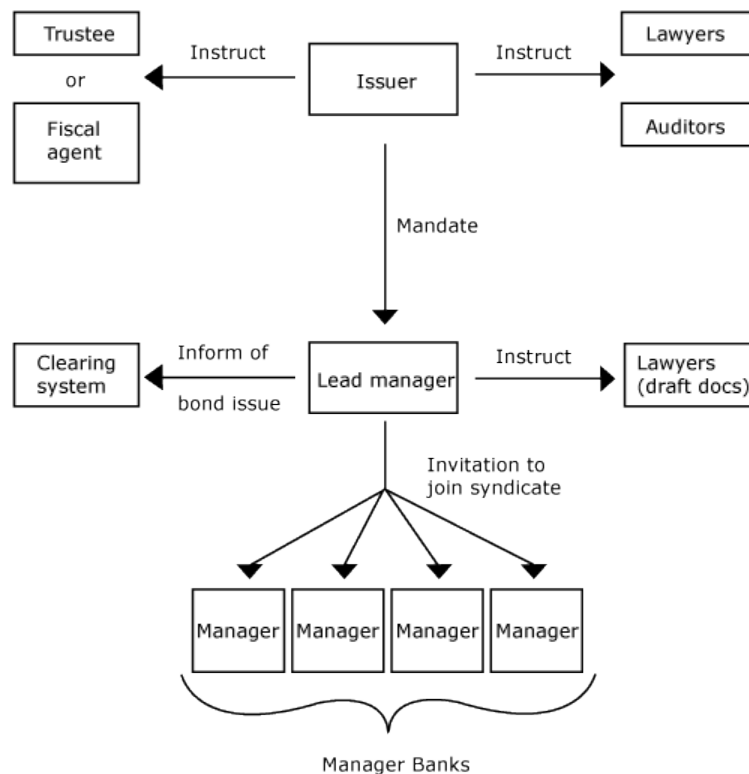 Trustee
or
Fiscal
agent
Instruct
Issuer
Instruct
Lawyers
Auditors
Mandate
Clearing
system
Inform of
bond issue
Lead manager
Instruct
Lawyers
(draft docs)
Invitation to
join syndicate
Manager
Manager
Manager
Manager
Manager Banks